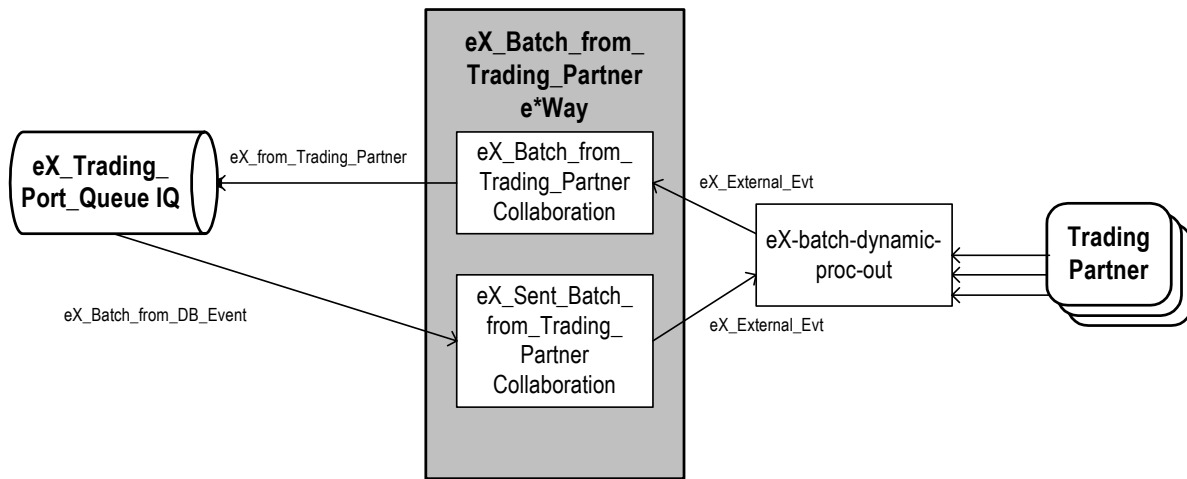 eX_Batch_from_
Trading_Partner
e*Way
eX_Trading_
Port_Queue IQ
eX_from_Trading_Partner
eX_Batch_from_
Trading_Partner
Collaboration
eX_External_Evt
eX-batch-dynamic-
proc-out
Trading
Partner
eX_Batch_from_DB_Event
eX_Sent_Batch_
from_Trading_
Partner
Collaboration
eX_External_Evt